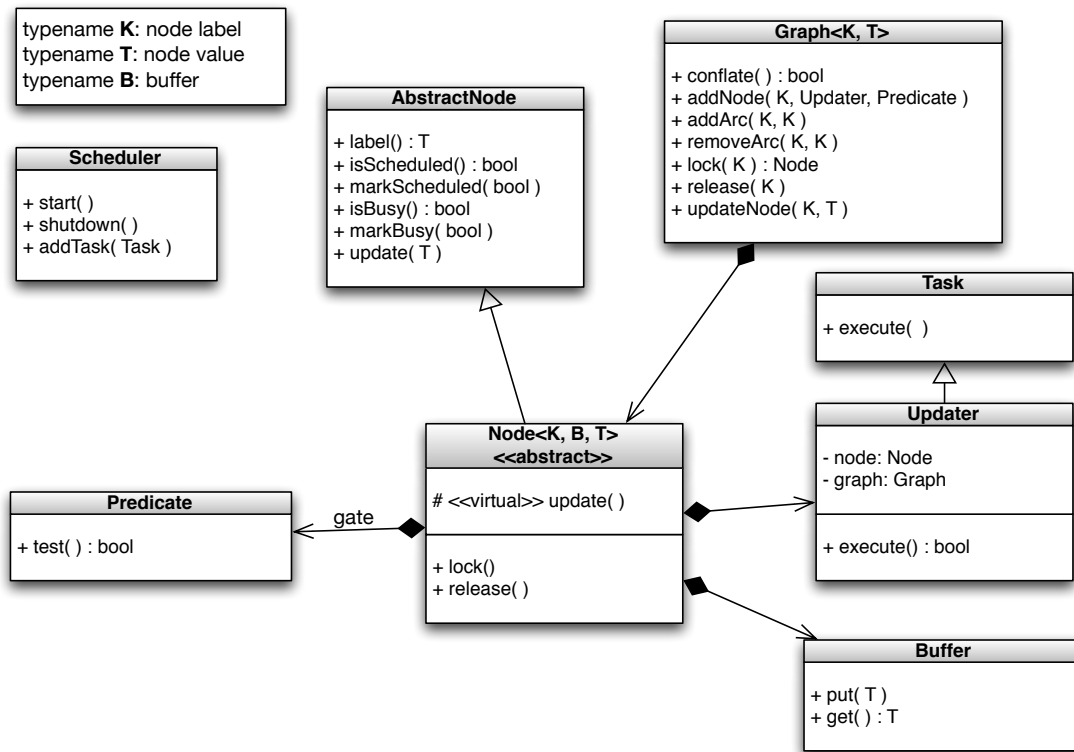 typename K: node label
typename T: node value
typename B: buffer
Graph<K, T>
+ conflate( ) : bool
+ addNode( K, Updater, Predicate )
+ addArc( K, K )
+ removeArc( K, K )
+ lock( K ) : Node
+ release( K )
+ updateNode( K, T )
AbstractNode
+ label() : T
+ isScheduled() : bool
+ markScheduled( bool )
+ isBusy() : bool
+ markBusy( bool )
+ update( T )
Scheduler
+ start( )
+ shutdown( )
+ addTask( Task )
Task
+ execute(  )
Updater
- node: Node
- graph: Graph
+ execute() : bool
Node<K, B, T>
<<abstract>>
# <<virtual>> update( )
+ lock()
+ release( )
gate
Predicate
+ test( ) : bool
Buffer
+ put( T )
+ get( ) : T